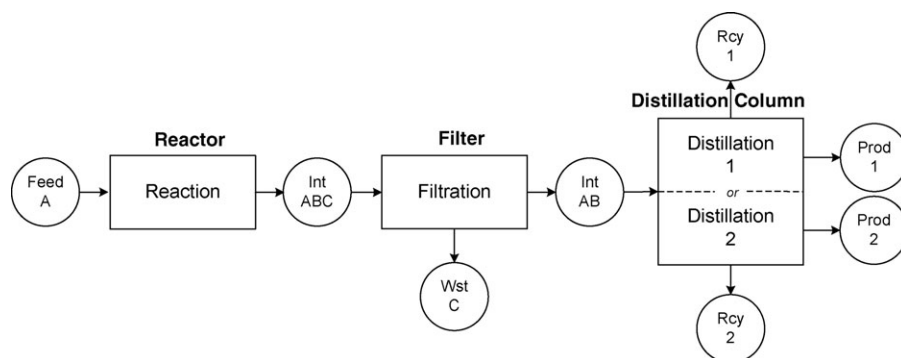 Rcy
1
Distillation Column
Reactor
Filter
Feed
A
Reaction
Int
ABC
Filtration
Int
AB
Distillation
1
or
Distillation
2
Prod
1
Prod
2
Wst
C
Rcy
2